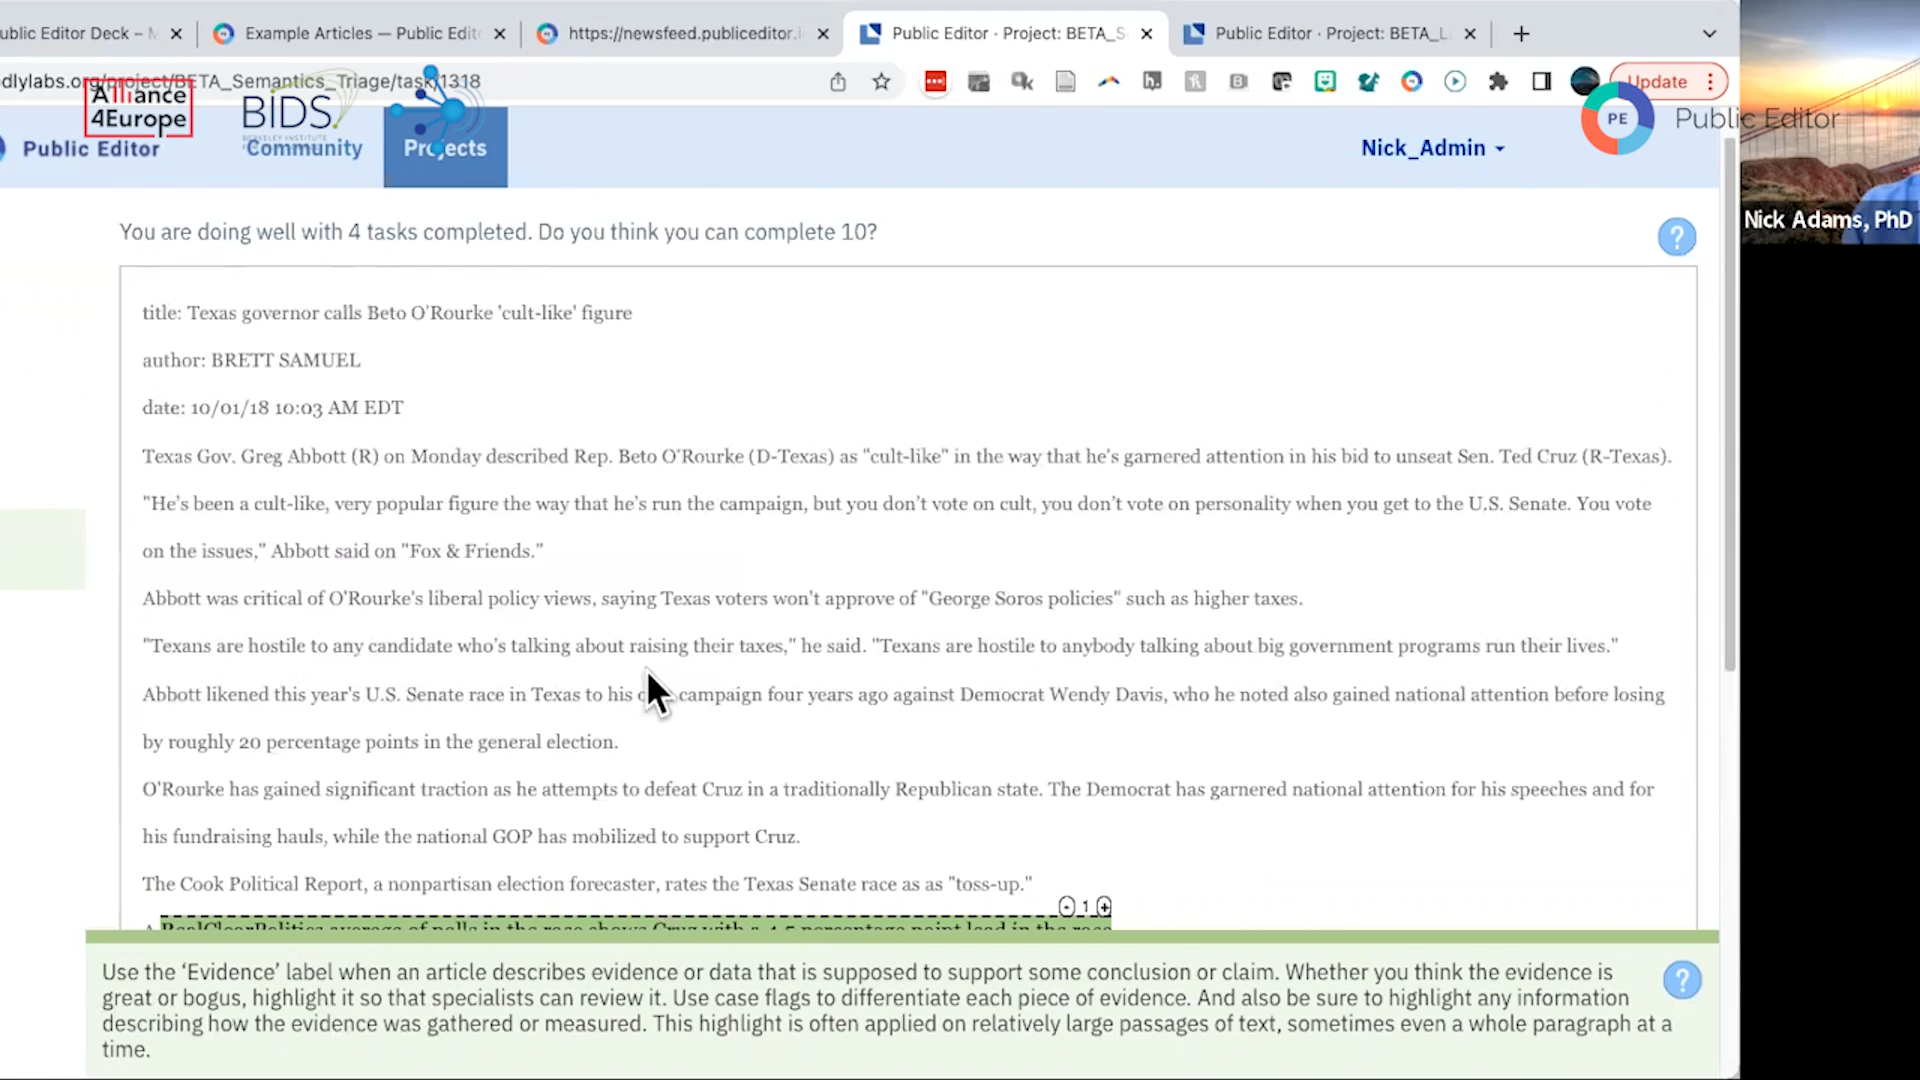 ublic Editor Deck –
Example Articles — Public Edit
https://newsfeed.publiceditor.i
Public Editor · Project: BETA_S
Public Editor · Project: BETA_L
dlylabs.org/project/BETA_Semantics_Triage/task/1318
Update
Alliance
4Europe
BIDS
PE Public Editor
Public Editor
Community
Projects
Nick_Admin
Nick Adams, PhD
You are doing well with 4 tasks completed. Do you think you can complete 10?
?
title: Texas governor calls Beto O'Rourke 'cult-like' figure
author: BRETT SAMUEL
date: 10/01/18 10:03 AM EDT
Texas Gov. Greg Abbott (R) on Monday described Rep. Beto O'Rourke (D-Texas) as "cult-like" in the way that he's garnered attention in his bid to unseat Sen. Ted Cruz (R-Texas).
"He's been a cult-like, very popular figure the way that he's run the campaign, but you don't vote on cult, you don't vote on personality when you get to the U.S. Senate. You vote
on the issues," Abbott said on "Fox & Friends."
Abbott was critical of O'Rourke's liberal policy views, saying Texas voters won't approve of "George Soros policies" such as higher taxes.
"Texans are hostile to any candidate who's talking about raising their taxes," he said. "Texans are hostile to anybody talking about big government programs run their lives."
Abbott likened this year's U.S. Senate race in Texas to his campaign four years ago against Democrat Wendy Davis, who he noted also gained national attention before losing
by roughly 20 percentage points in the general election.
O'Rourke has gained significant traction as he attempts to defeat Cruz in a traditionally Republican state. The Democrat has garnered national attention for his speeches and for
his fundraising hauls, while the national GOP has mobilized to support Cruz.
The Cook Political Report, a nonpartisan election forecaster, rates the Texas Senate race as as "toss-up."
- 1 +
A RealClearPolitics average of polls in the race shows Cruz with a 4.5 percentage point lead in the race
Use the 'Evidence' label when an article describes evidence or data that is supposed to support some conclusion or claim. Whether you think the evidence is
great or bogus, highlight it so that specialists can review it. Use case flags to differentiate each piece of evidence. And also be sure to highlight any information
describing how the evidence was gathered or measured. This highlight is often applied on relatively large passages of text, sometimes even a whole paragraph at a
time.
?